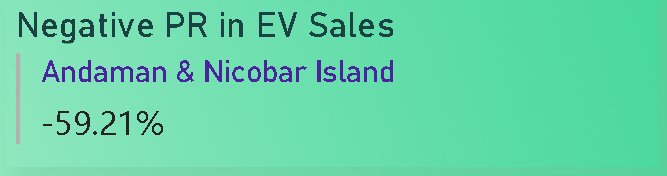 Negative PR in EV Sales
Andaman & Nicobar Island
-59.21%